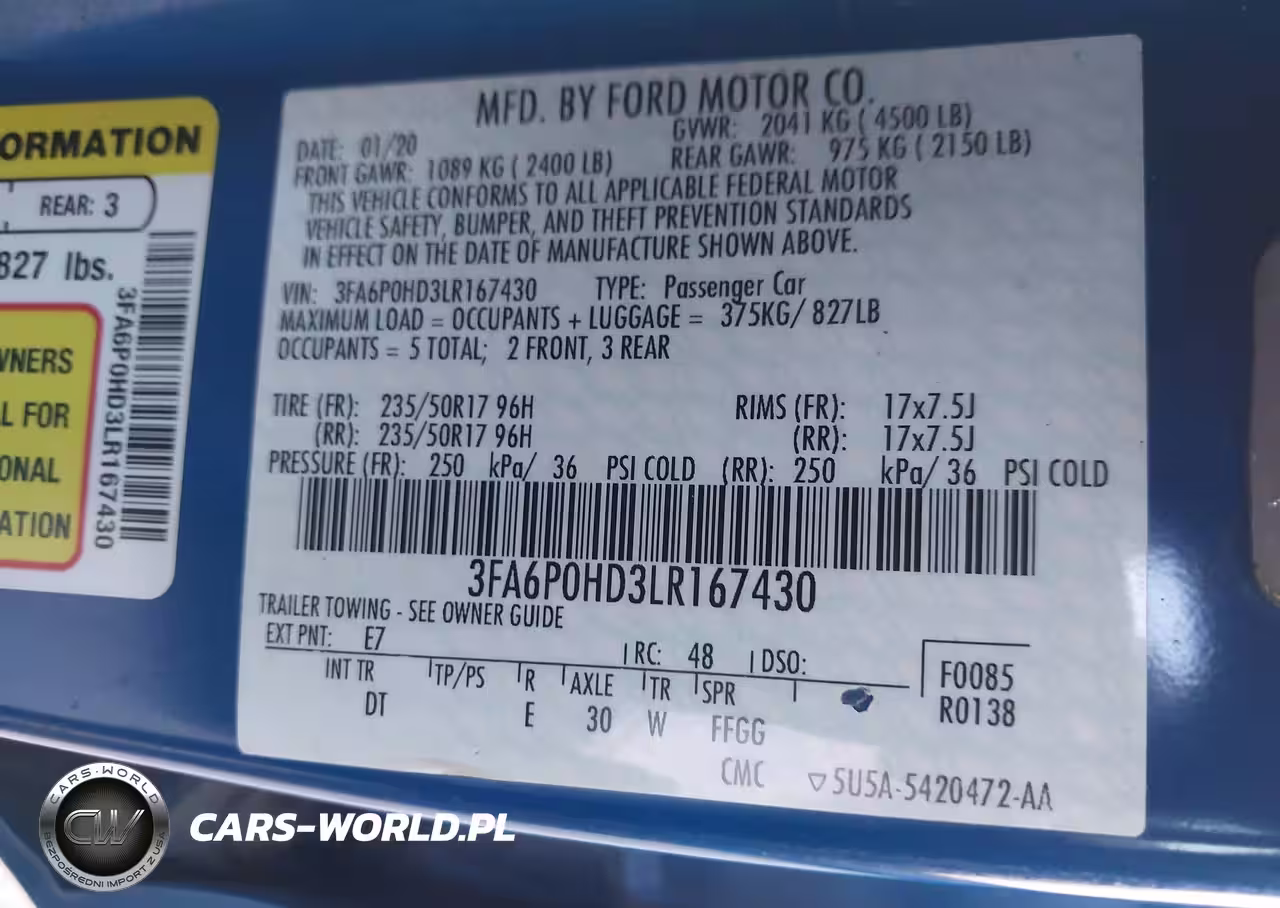 ORMATION
REAR: 3
827 lbs.
WNERS
L FOR
ONAL
ATION
3FA6P0HD3LR167430
MFD. BY FORD MOTOR CO.
DATE: 01/20 GVWR: 2041 KG ( 4500 LB)
FRONT GAWR: 1089 KG ( 2400 LB) REAR GAWR: 975 KG ( 2150 LB)
THIS VEHICLE CONFORMS TO ALL APPLICABLE FEDERAL MOTOR
VEHICLE SAFETY, BUMPER, AND THEFT PREVENTION STANDARDS
IN EFFECT ON THE DATE OF MANUFACTURE SHOWN ABOVE.
VIN: 3FA6P0HD3LR167430 TYPE: Passenger Car
MAXIMUM LOAD = OCCUPANTS + LUGGAGE = 375KG/ 827LB
OCCUPANTS = 5 TOTAL; 2 FRONT, 3 REAR
TIRE (FR): 235/50R17 96H RIMS (FR): 17x7.5J
(RR): 235/50R17 96H (RR): 17x7.5J
PRESSURE (FR): 250 kPa/ 36 PSI COLD (RR): 250 kPa/ 36 PSI COLD
3FA6P0HD3LR167430
TRAILER TOWING - SEE OWNER GUIDE
EXT PNT: E7 RC: 48 DSO:
INT TR TP/PS R AXLE TR SPR
DT E 30 W FFGG
CMC
F0085
R0138
▽5U5A-5420472-AA
CARS-WORLD
CW
BEZPOŚREDNI IMPORT Z USA
CARS-WORLD.PL